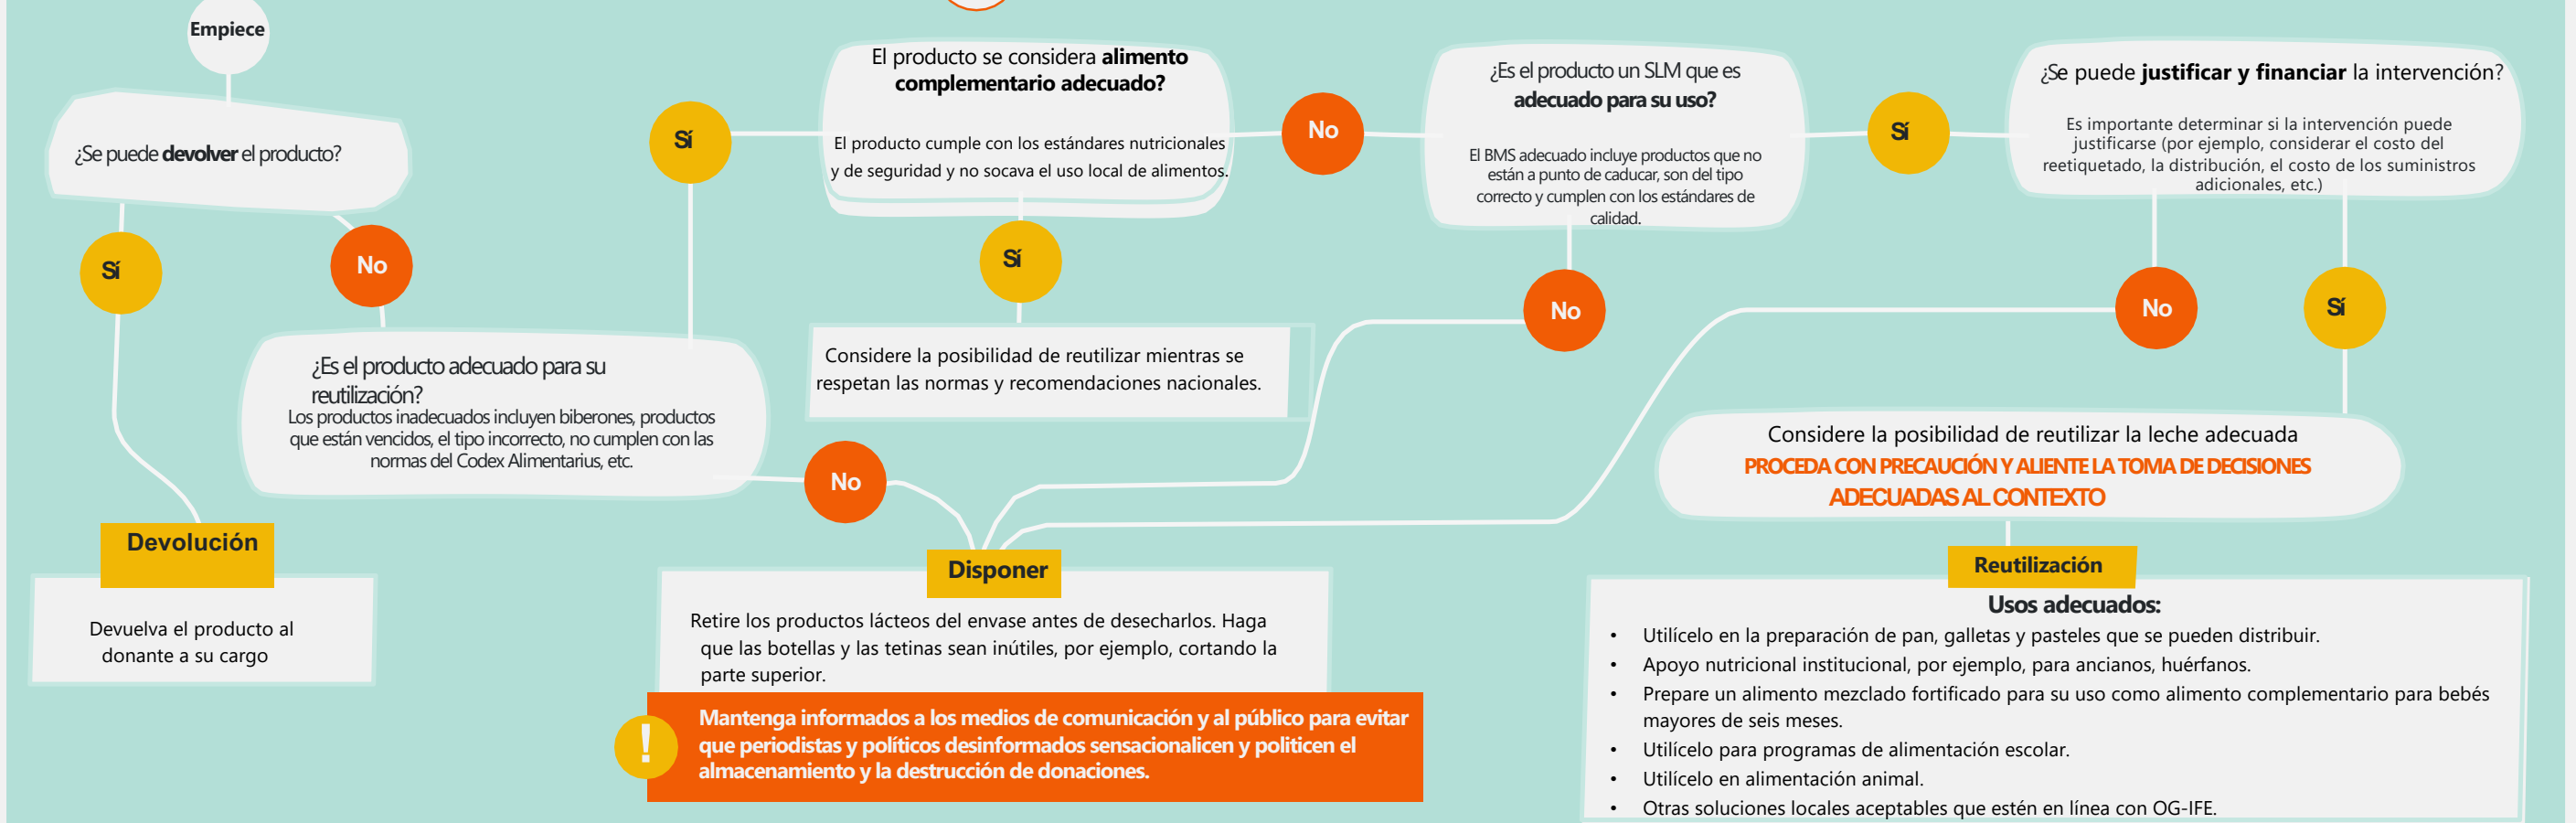 Empiece
¿Se puede devolver el producto?
Sí
No
¿Es el producto adecuado para su
reutilización?
Los productos inadecuados incluyen biberones, productos
que están vencidos, el tipo incorrecto, no cumplen con las
normas del Codex Alimentarius, etc.
Sí
No
El producto se considera alimento
complementario adecuado?
El producto cumple con los estándares nutricionales
y de seguridad y no socava el uso local de alimentos.
Sí
No
Considere la posibilidad de reutilizar mientras se
respetan las normas y recomendaciones nacionales.
¿Es el producto un SLM que es
adecuado para su uso?
El BMS adecuado incluye productos que no
están a punto de caducar, son del tipo
correcto y cumplen con los estándares de
calidad.
No
Sí
¿Se puede justificar y financiar la intervención?
Es importante determinar si la intervención puede
justificarse (por ejemplo, considerar el costo del
reetiquetado, la distribución, el costo de los suministros
adicionales, etc.)
No
Sí
Considere la posibilidad de reutilizar la leche adecuada
PROCEDA CON PRECAUCIÓN Y ALIENTE LA TOMA DE DECISIONES
ADECUADAS AL CONTEXTO
Devolución
Devuelva el producto al
donante a su cargo
Disponer
Retire los productos lácteos del envase antes de desecharlos. Haga
que las botellas y las tetinas sean inútiles, por ejemplo, cortando la
parte superior.
!
Mantenga informados a los medios de comunicación y al público para evitar
que periodistas y políticos desinformados sensacionalicen y politicen el
almacenamiento y la destrucción de donaciones.
Reutilización
Usos adecuados:
• Utilícelo en la preparación de pan, galletas y pasteles que se pueden distribuir.
• Apoyo nutricional institucional, por ejemplo, para ancianos, huérfanos.
• Prepare un alimento mezclado fortificado para su uso como alimento complementario para bebés
mayores de seis meses.
• Utilícelo para programas de alimentación escolar.
• Utilícelo en alimentación animal.
• Otras soluciones locales aceptables que estén en línea con OG-IFE.